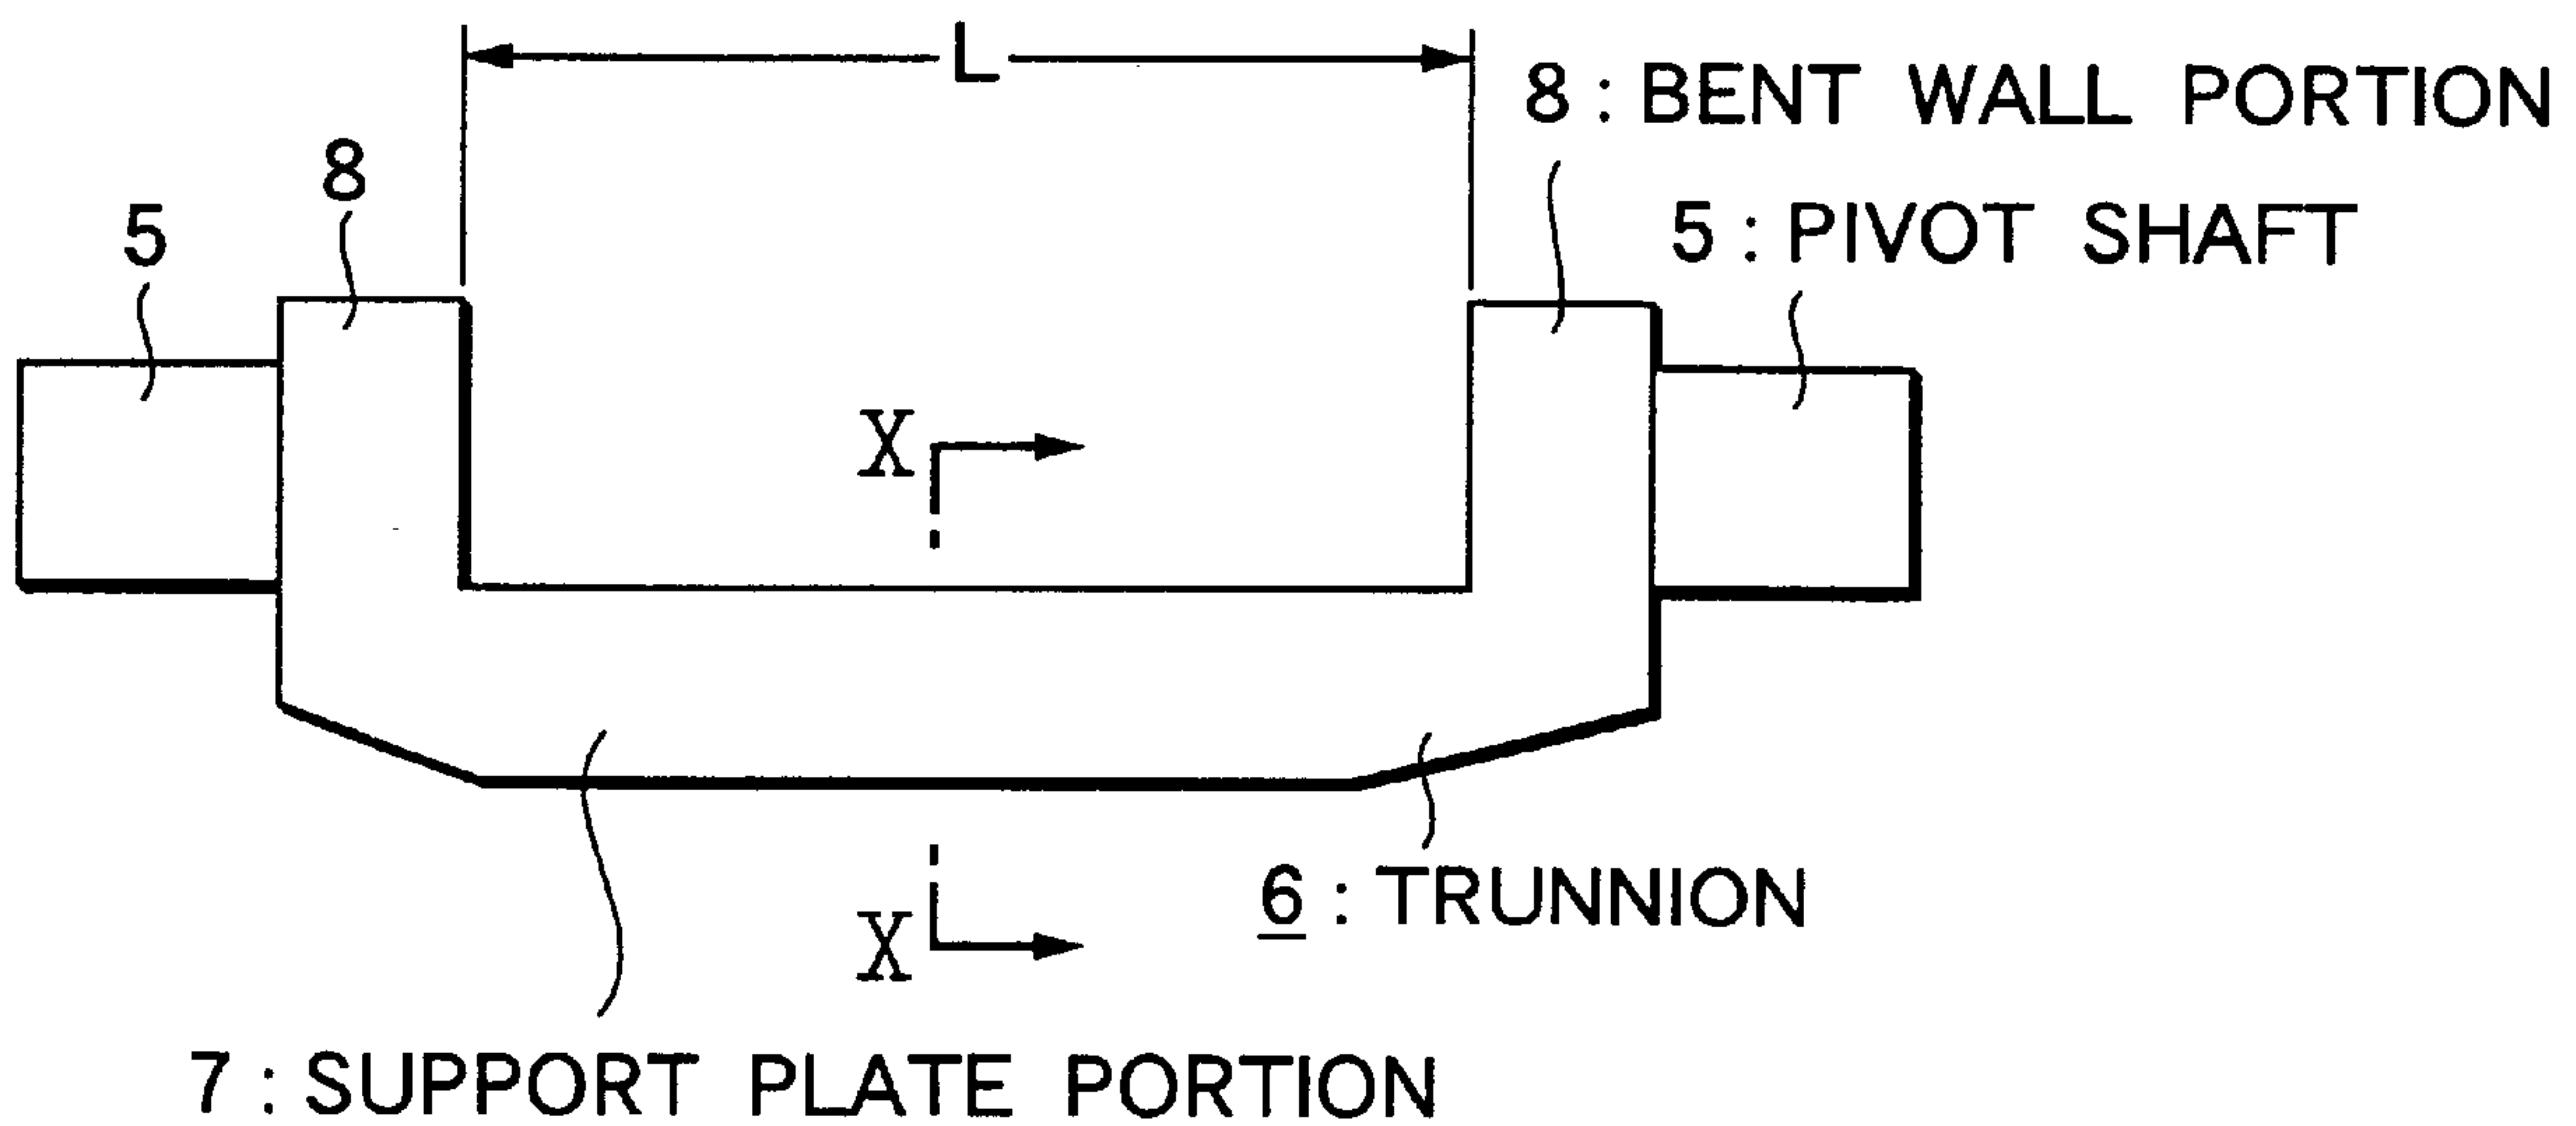 L
8 : BENT WALL PORTION
8
5
5 : PIVOT SHAFT
X
6 : TRUNNION
X
7 : SUPPORT PLATE PORTION